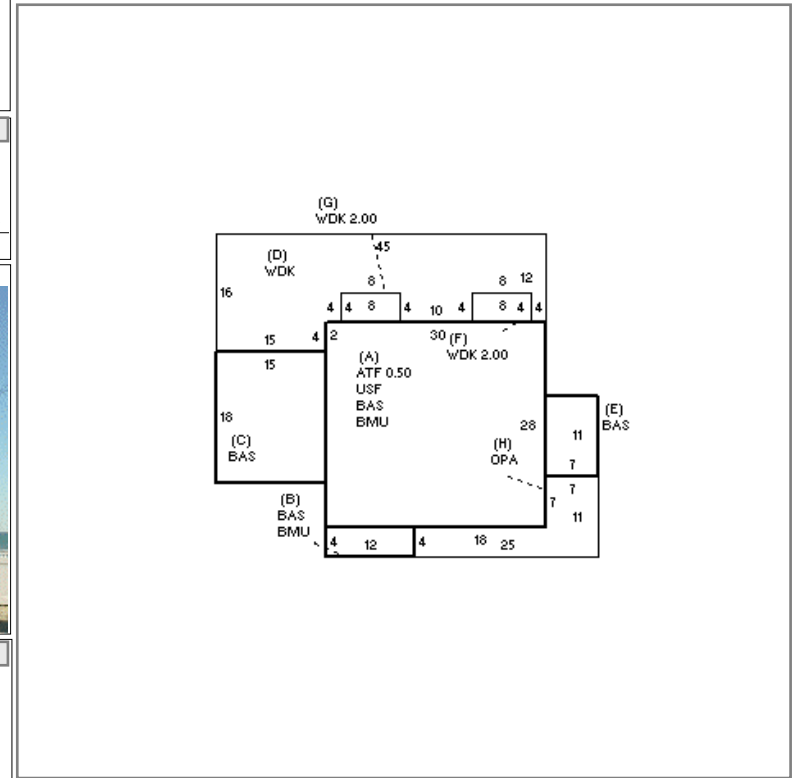 (G)
WDK 2.00
45
(D)
WDK
8 8 12
16
4 4 8 4 10 4 8 4 4
15 4 2 30 (F)
WDK 2.00
15
(A)
ATF 0.50
USF
BAS
BMU
18
(C)
BAS
28
(E)
BAS
11
(H)
OPA
7
7
7
11
(B)
BAS
BMU
4 12 4 18 25